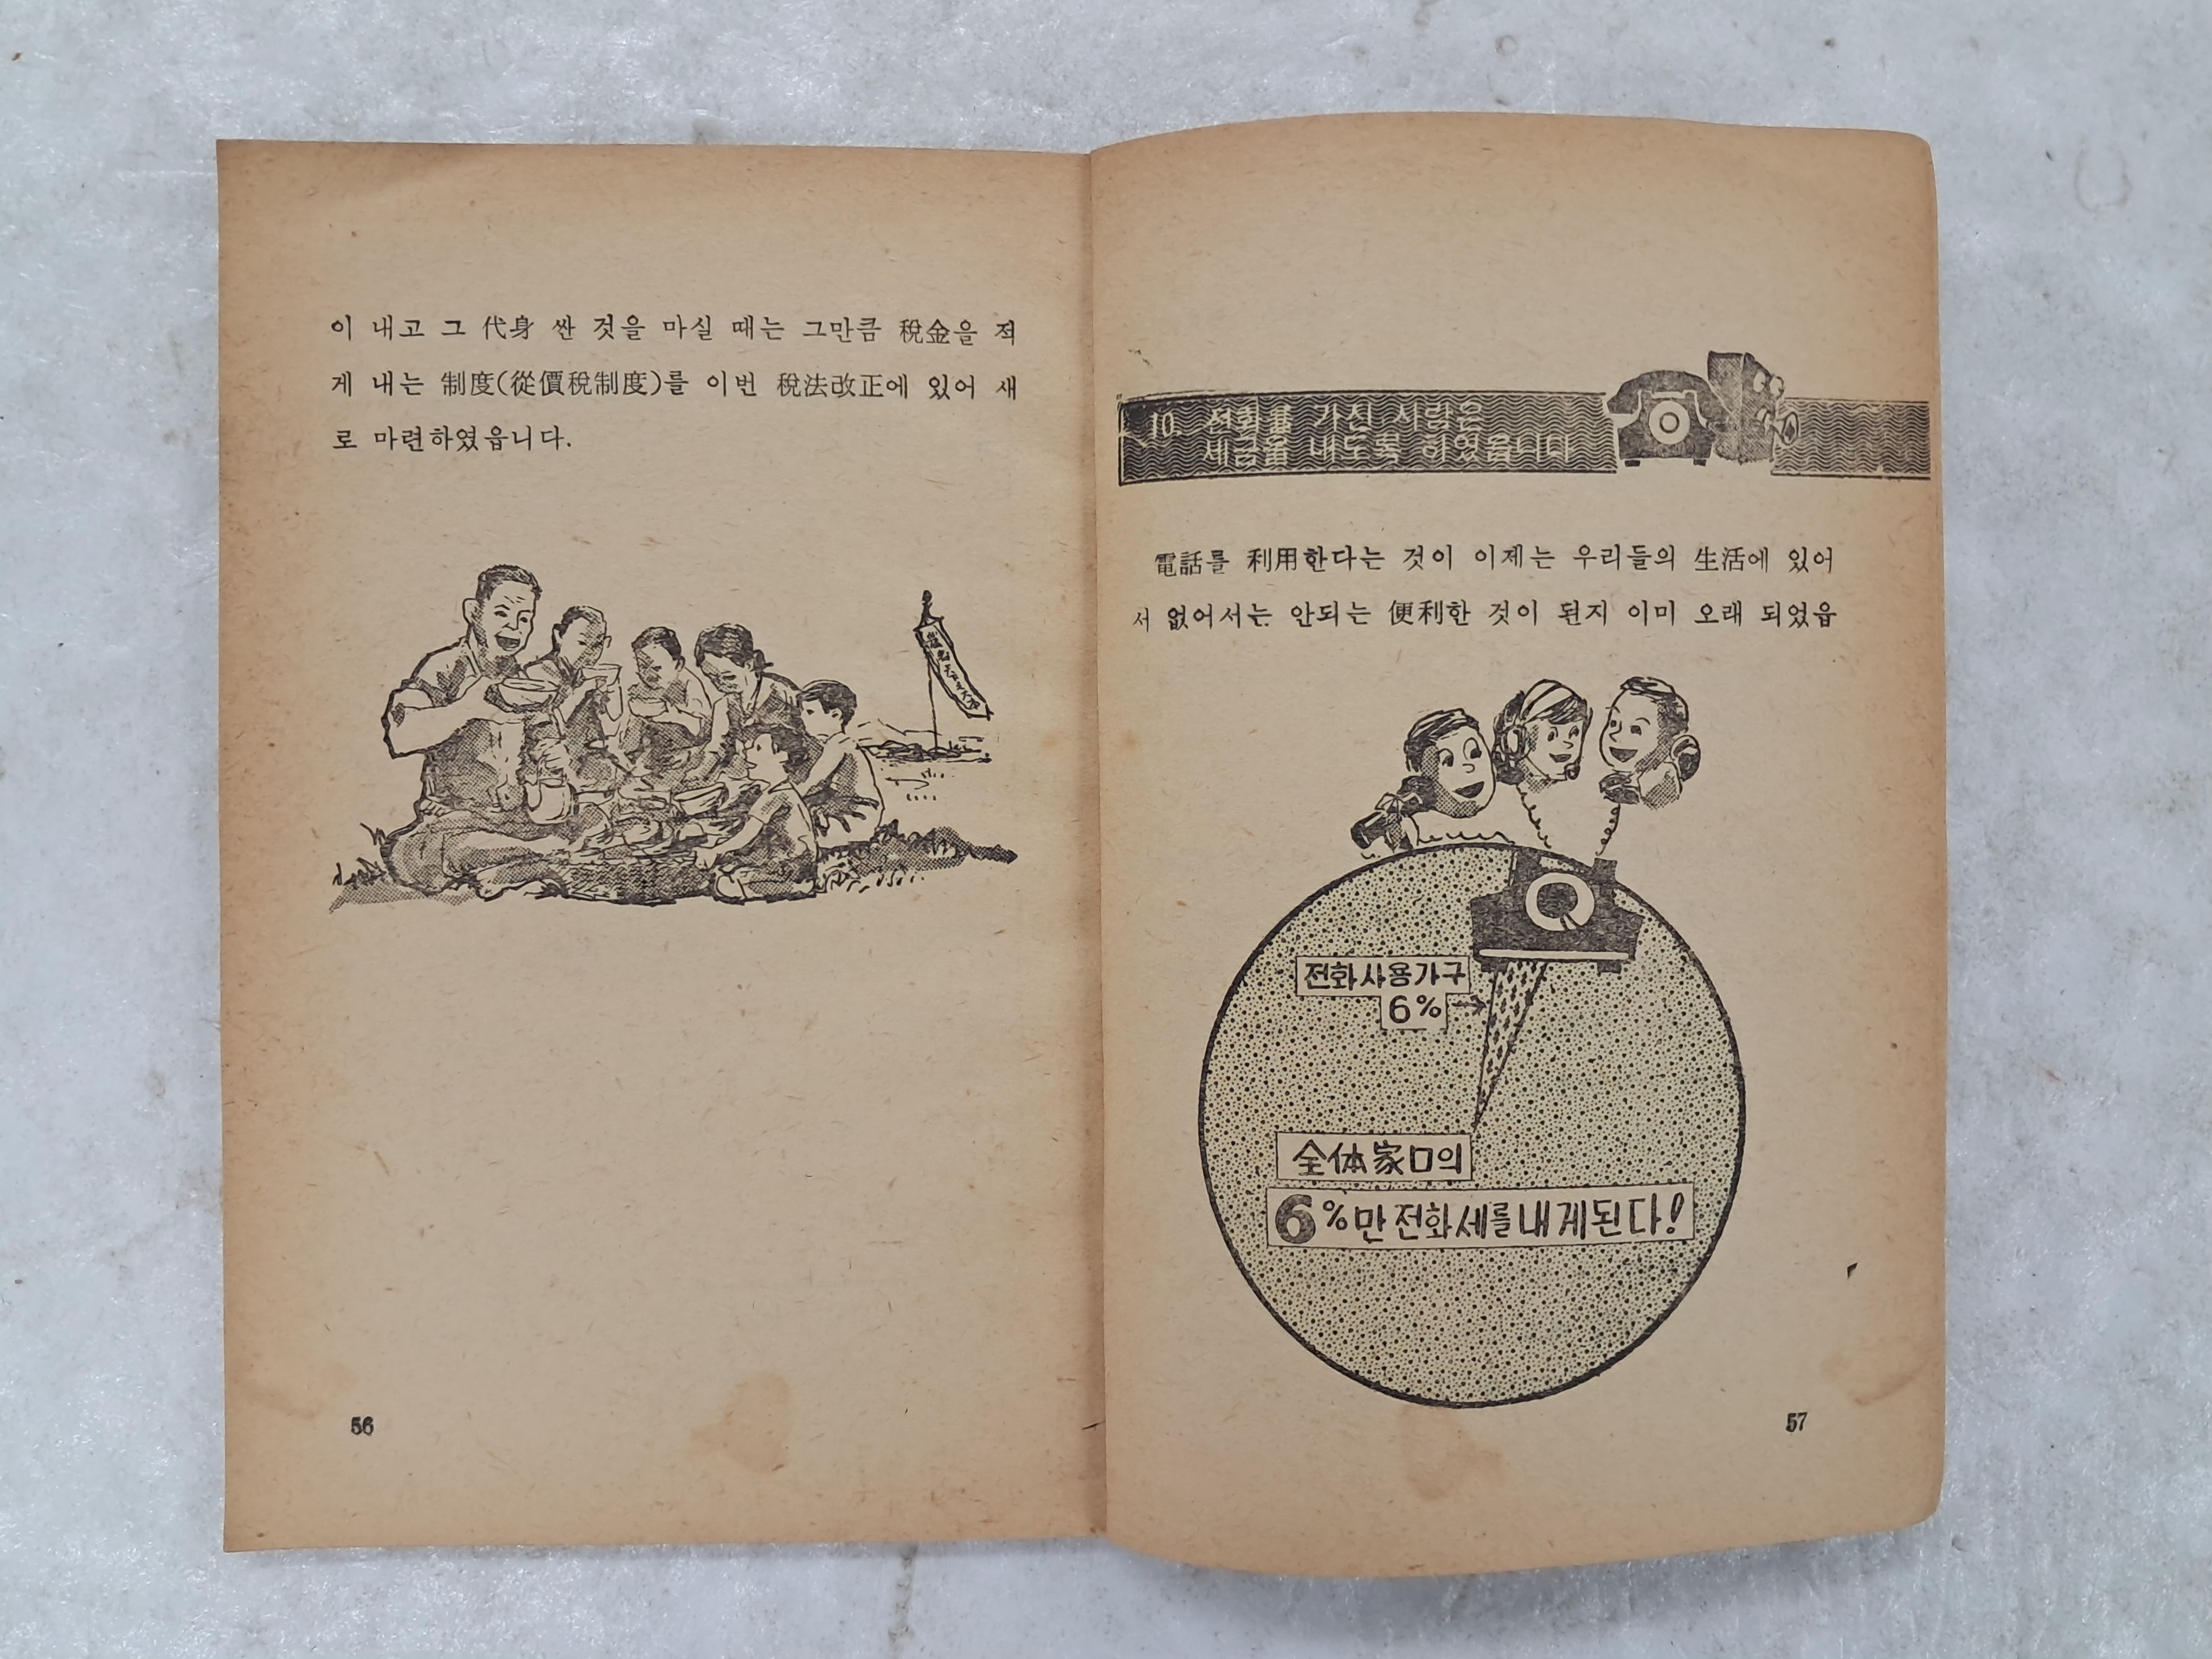 이 내고 그 代身 싼 것을 마실 때는 그만큼 稅金을 적
게 내는 制度(從價稅制度)를 이번 稅法改正에 있어 새
로 마련하였읍니다.
農者天下之大本
56
10. 전화를 가진 사람은
세금을 내도록 하였읍니다
電話를 利用한다는 것이 이제는 우리들의 生活에 있어
서 없어서는 안되는 便利한 것이 된지 이미 오래 되었읍
전화사용가구
6%
全体家口의
6%만 전화세를 내게된다!
57